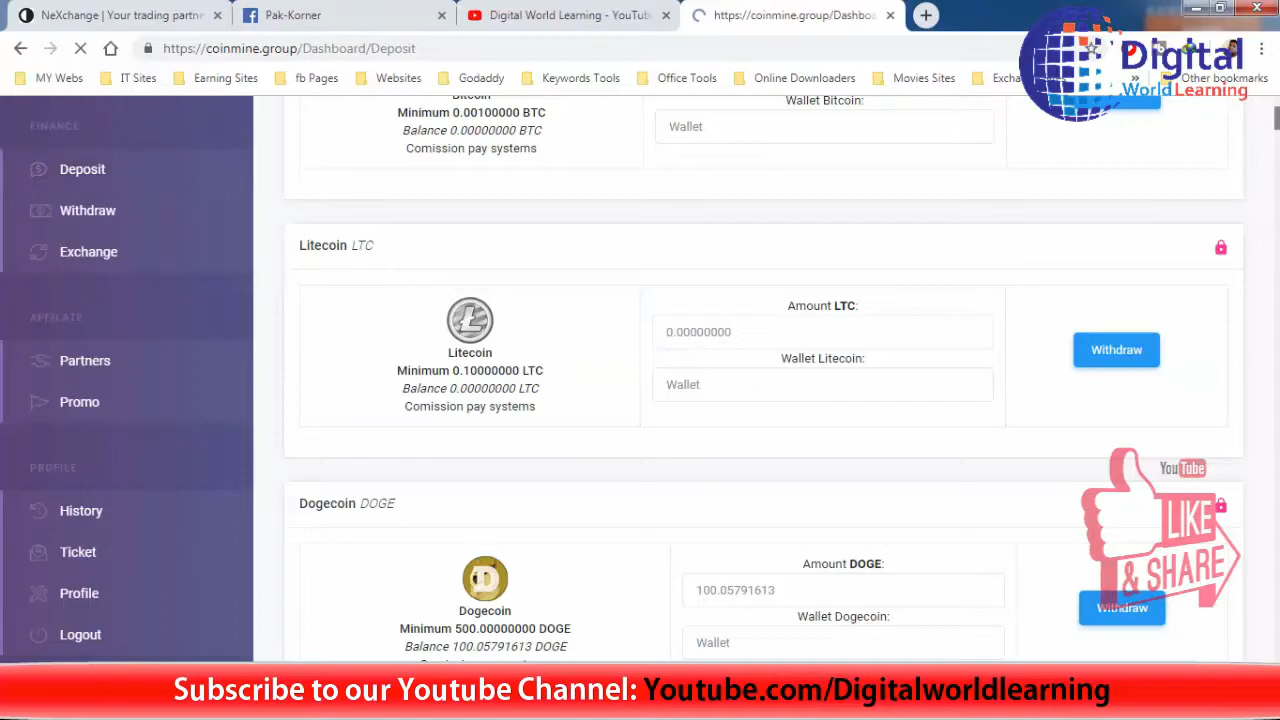 NeXchange | Your trading partne
Pak-Korner
Digital World Learning - YouTub
https://coinmine.group/Dashbo
https://coinmine.group/Dashboard/Deposit
MY Webs
IT Sites
Earning Sites
fb Pages
Websites
Godaddy
Keywords Tools
Office Tools
Online Downloaders
Movies Sites
Other bookmarks
Digital
World Learning
FINANCE
Deposit
Withdraw
Exchange
AFFILIATE
Partners
Promo
PROFILE
History
Ticket
Profile
Logout
Minimum 0.00100000 BTC
Balance 0.00000000 BTC
Comission pay systems
Wallet Bitcoin:
Wallet
Litecoin LTC
Litecoin
Minimum 0.10000000 LTC
Balance 0.00000000 LTC
Comission pay systems
Amount LTC:
0.00000000
Wallet Litecoin:
Wallet
Withdraw
Dogecoin DOGE
Dogecoin
Minimum 500.00000000 DOGE
Balance 100.05791613 DOGE
Amount DOGE:
100.05791613
Wallet Dogecoin:
Wallet
Withdraw
YouTube
LIKE
& SHARE
Subscribe to our Youtube Channel: Youtube.com/Digitalworldlearning